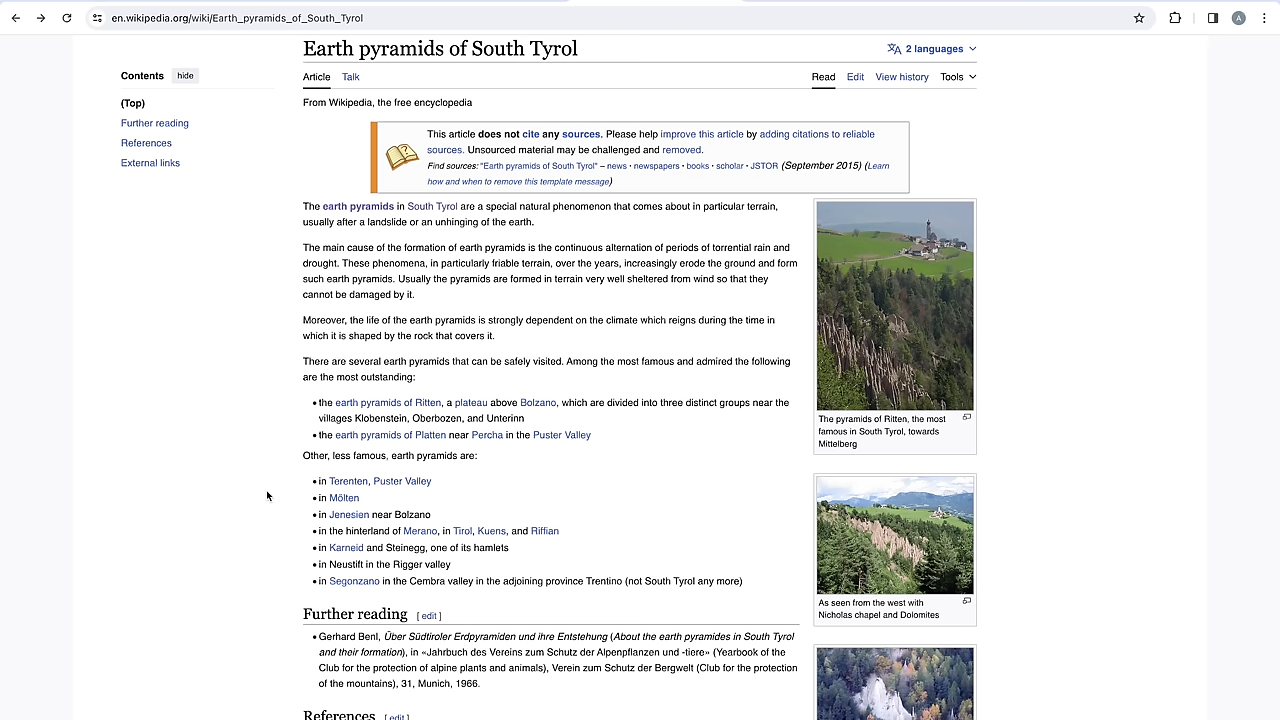 en.wikipedia.org/wiki/Earth_pyramids_of_South_Tyrol
A
Earth pyramids of South Tyrol
2 languages
Contents hide
(Top)
Further reading
References
External links
Article Talk
Read Edit View history Tools
From Wikipedia, the free encyclopedia
This article does not cite any sources. Please help improve this article by adding citations to reliable
sources. Unsourced material may be challenged and removed.
Find sources: "Earth pyramids of South Tyrol" – news · newspapers · books · scholar · JSTOR (September 2015) (Learn
how and when to remove this template message)
The earth pyramids in South Tyrol are a special natural phenomenon that comes about in particular terrain,
usually after a landslide or an unhinging of the earth.
The main cause of the formation of earth pyramids is the continuous alternation of periods of torrential rain and
drought. These phenomena, in particularly friable terrain, over the years, increasingly erode the ground and form
such earth pyramids. Usually the pyramids are formed in terrain very well sheltered from wind so that they
cannot be damaged by it.
Moreover, the life of the earth pyramids is strongly dependent on the climate which reigns during the time in
which it is shaped by the rock that covers it.
There are several earth pyramids that can be safely visited. Among the most famous and admired the following
are the most outstanding:
• the earth pyramids of Ritten, a plateau above Bolzano, which are divided into three distinct groups near the
villages Klobenstein, Oberbozen, and Unterinn
• the earth pyramids of Platten near Percha in the Puster Valley
Other, less famous, earth pyramids are:
• in Terenten, Puster Valley
• in Mölten
• in Jenesien near Bolzano
• in the hinterland of Merano, in Tirol, Kuens, and Riffian
• in Karneid and Steinegg, one of its hamlets
• in Neustift in the Rigger valley
• in Segonzano in the Cembra valley in the adjoining province Trentino (not South Tyrol any more)
Further reading [ edit ]
• Gerhard Benl, Über Südtiroler Erdpyramiden und ihre Entstehung (About the earth pyramids in South Tyrol
and their formation), in «Jahrbuch des Vereins zum Schutz der Alpenpflanzen und -tiere» (Yearbook of the
Club for the protection of alpine plants and animals), Verein zum Schutz der Bergwelt (Club for the protection
of the mountains), 31, Munich, 1966.
References [ edit ]
The pyramids of Ritten, the most
famous in South Tyrol, towards
Mittelberg
As seen from the west with
Nicholas chapel and Dolomites